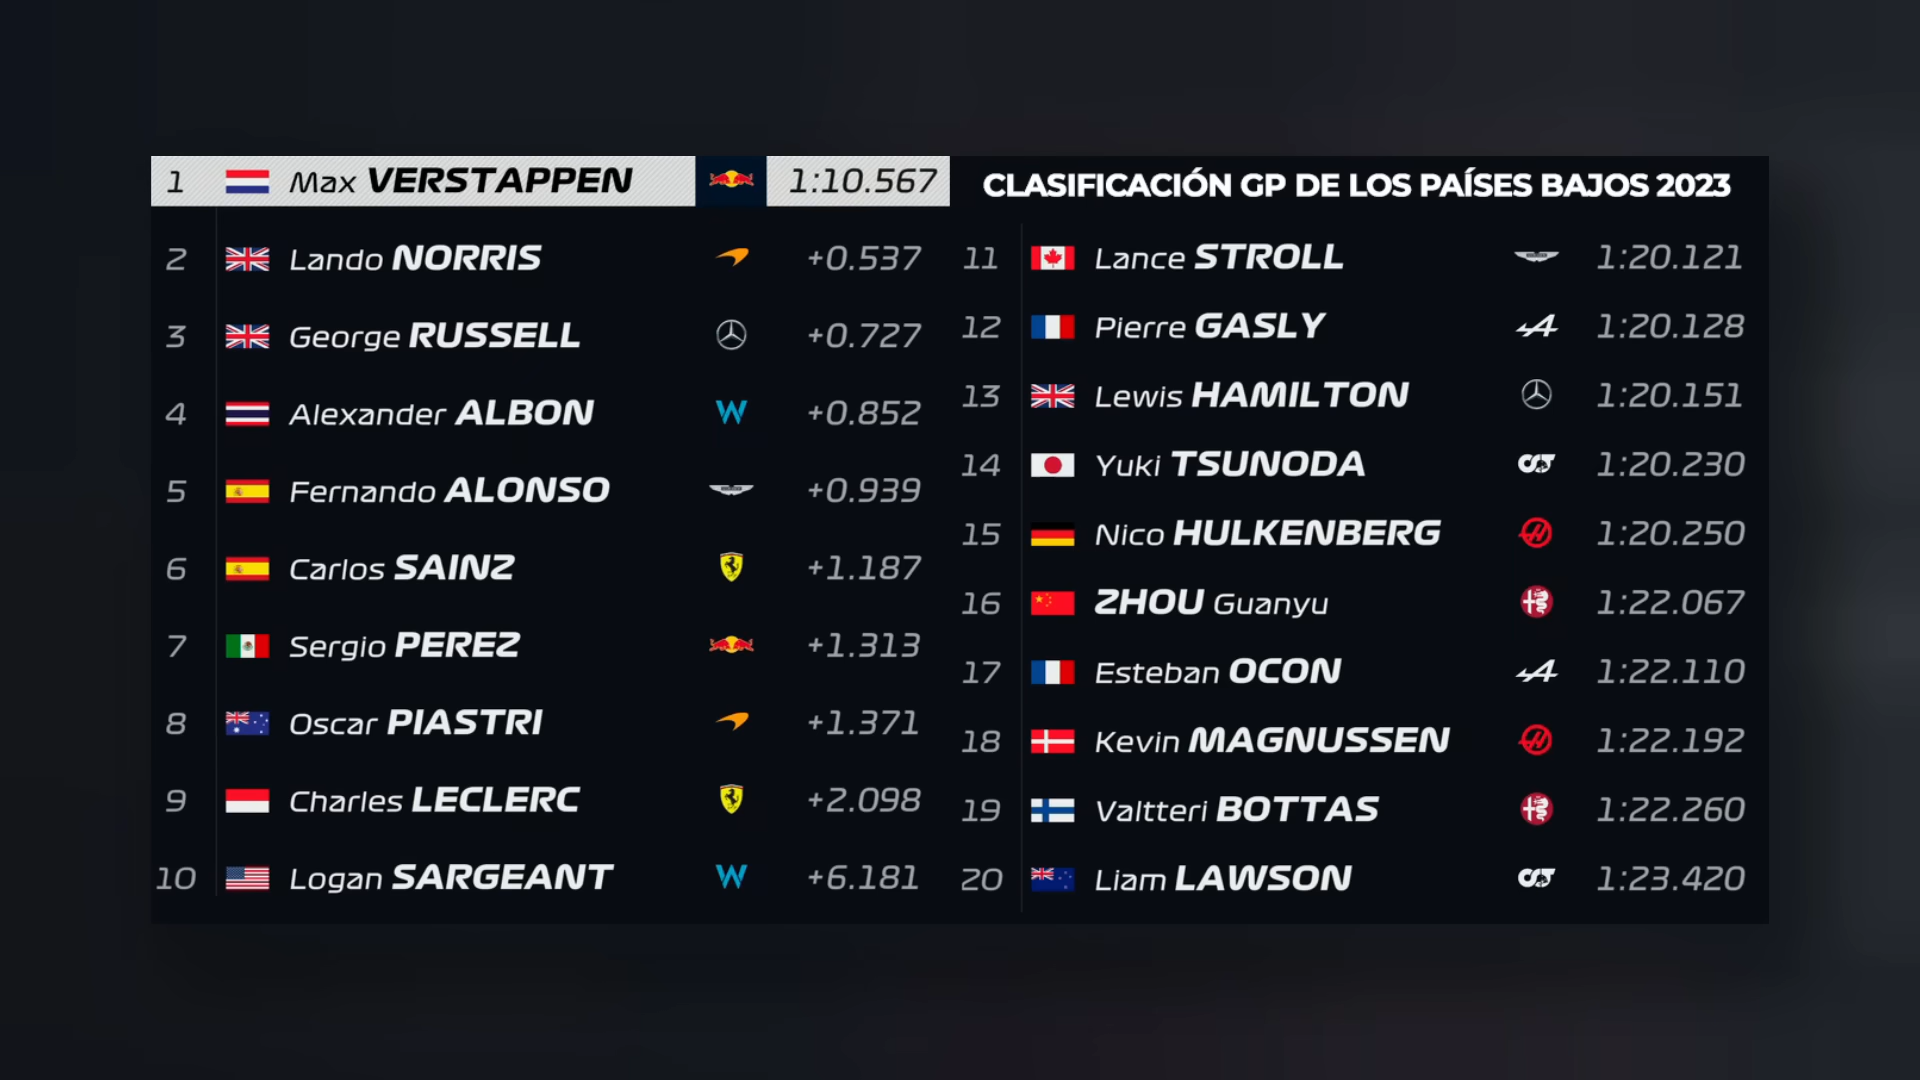 1 Max VERSTAPPEN 1:10.567
2 Lando NORRIS +0.537
3 George RUSSELL +0.727
4 Alexander ALBON +0.852
5 Fernando ALONSO +0.939
6 Carlos SAINZ +1.187
7 Sergio PEREZ +1.313
8 Oscar PIASTRI +1.371
9 Charles LECLERC +2.098
10 Logan SARGEANT +6.181
CLASIFICACIÓN GP DE LOS PAÍSES BAJOS 2023
11 Lance STROLL 1:20.121
12 Pierre GASLY 1:20.128
13 Lewis HAMILTON 1:20.151
14 Yuki TSUNODA 1:20.230
15 Nico HULKENBERG 1:20.250
16 ZHOU Guanyu 1:22.067
17 Esteban OCON 1:22.110
18 Kevin MAGNUSSEN 1:22.192
19 Valtteri BOTTAS 1:22.260
20 Liam LAWSON 1:23.420